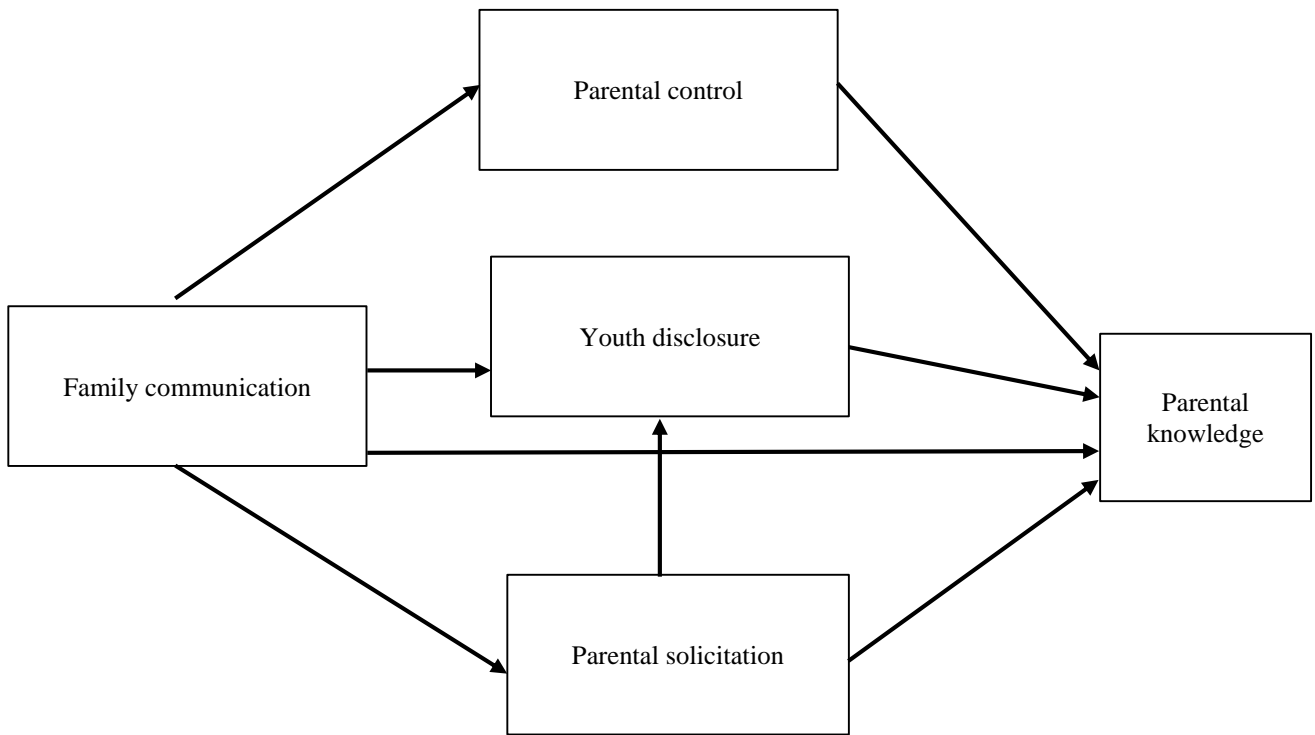 Parental control
Youth disclosure
Family communication
Parental
knowledge
Parental solicitation